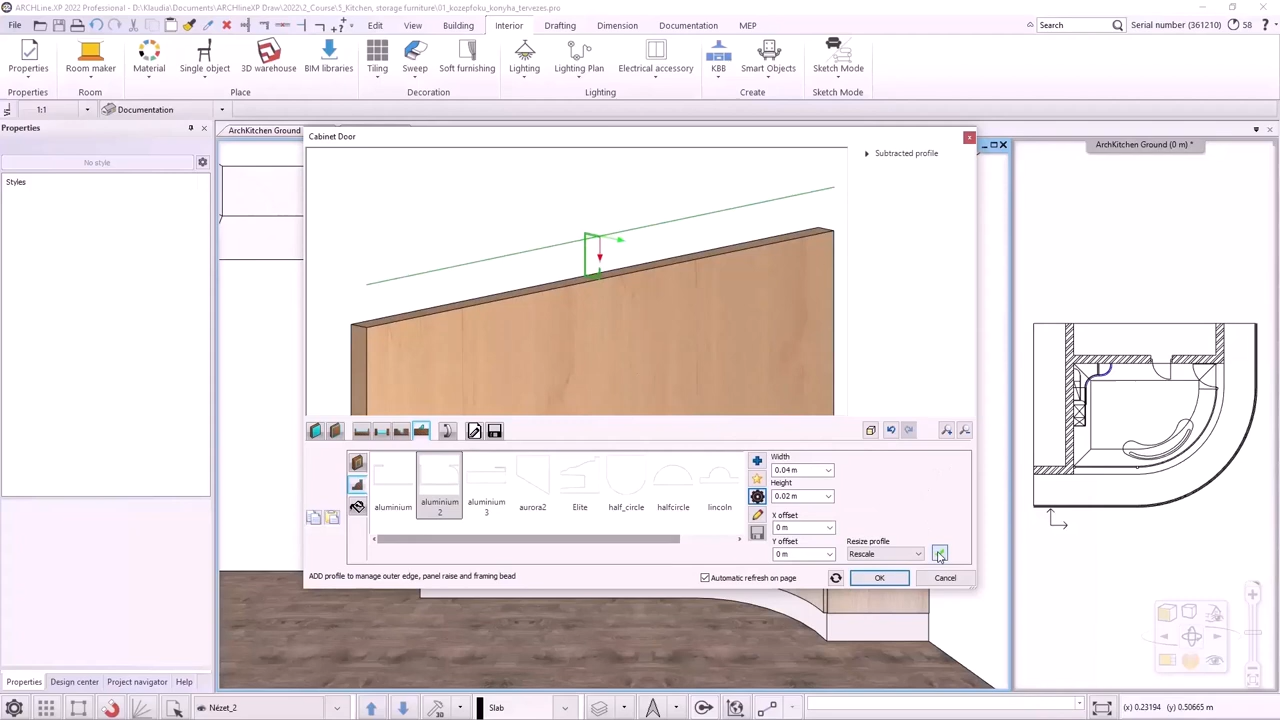 ARCHLine.XP 2022 Professional - C:\Users\Klaudia\Documents\ARCHlineXP Draw\2022\2_Course\5_Kitchen, storage furniture\01_kozepfoku_konyha_tervezes.pro
File
Edit
View
Building
Interior
Drafting
Dimension
Documentation
MEP
Search
Serial number (361210)
58
Properties
Room maker
Material
Single object
3D warehouse
BIM libraries
Tiling
Sweep
Soft furnishing
Lighting
Lighting Plan
Electrical accessory
KBB
Smart Objects
Sketch Mode
Properties
Room
Place
Decoration
Lighting
Create
Sketch Mode
1:1
Documentation
Properties
ArchKitchen Ground
Cabinet Door
ArchKitchen Ground (0 m) *
No style
Styles
Subtracted profile
Width
0.04 m
Height
0.02 m
X offset
0 m
Y offset
0 m
Resize profile
Rescale
aluminium
aluminium 2
aluminium 3
aurora2
Elite
half_circle
halfcircle
lincoln
ADD profile to manage outer edge, panel raise and framing bead
Automatic refresh on page
OK
Cancel
Properties
Design center
Project navigator
Help
Nézet_2
30
Slab
(x) 0.23194 (y) 0.50665 m